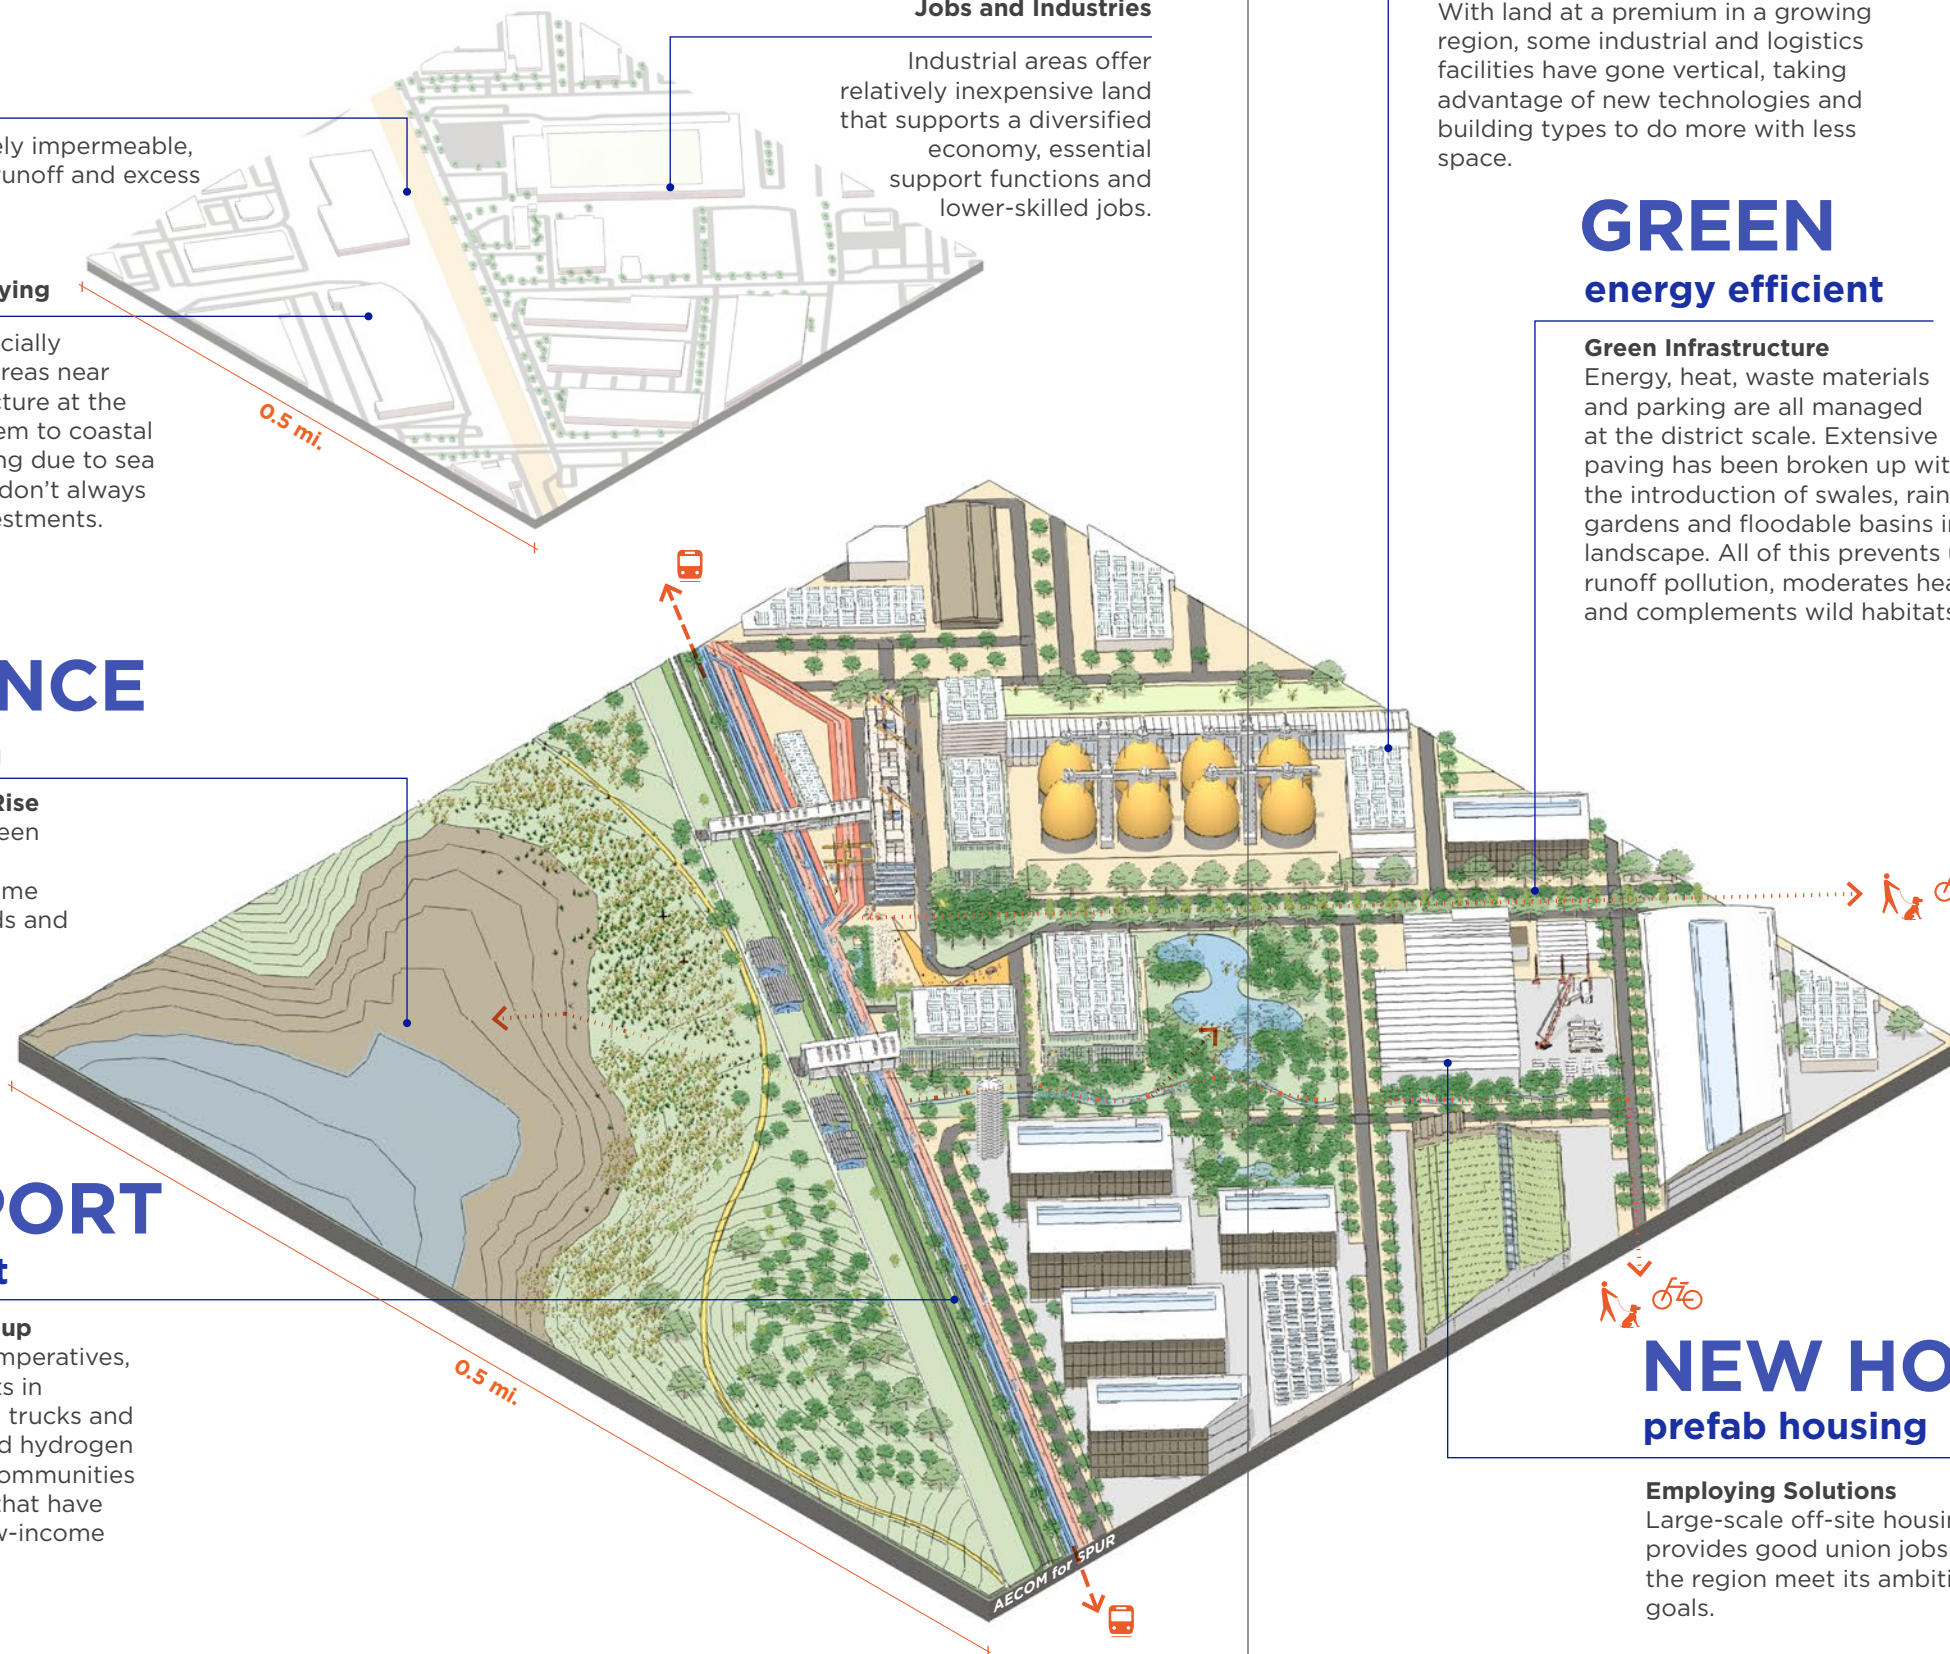 Jobs and Industries
Industrial areas offer
relatively inexpensive land
that supports a diversified
economy, essential
support functions and
lower-skilled jobs.
With land at a premium in a growing
region, some industrial and logistics
facilities have gone vertical, taking
advantage of new technologies and
building types to do more with less
space.
ely impermeable,
runoff and excess
ying
cially
reas near
cture at the
em to coastal
ng due to sea
don't always
estments.
0.5 mi.
GREEN
energy efficient
Green Infrastructure
Energy, heat, waste materials
and parking are all managed
at the district scale. Extensive
paving has been broken up wit
the introduction of swales, rain
gardens and floodable basins in
landscape. All of this prevents u
runoff pollution, moderates hea
and complements wild habitats
NCE
Rise
een
me
ds and
PORT
t
up
mperatives,
ts in
trucks and
d hydrogen
ommunities
that have
w-income
0.5 mi.
AECOM for SPUR
NEW HO
prefab housing
Employing Solutions
Large-scale off-site housin
provides good union jobs
the region meet its ambiti
goals.